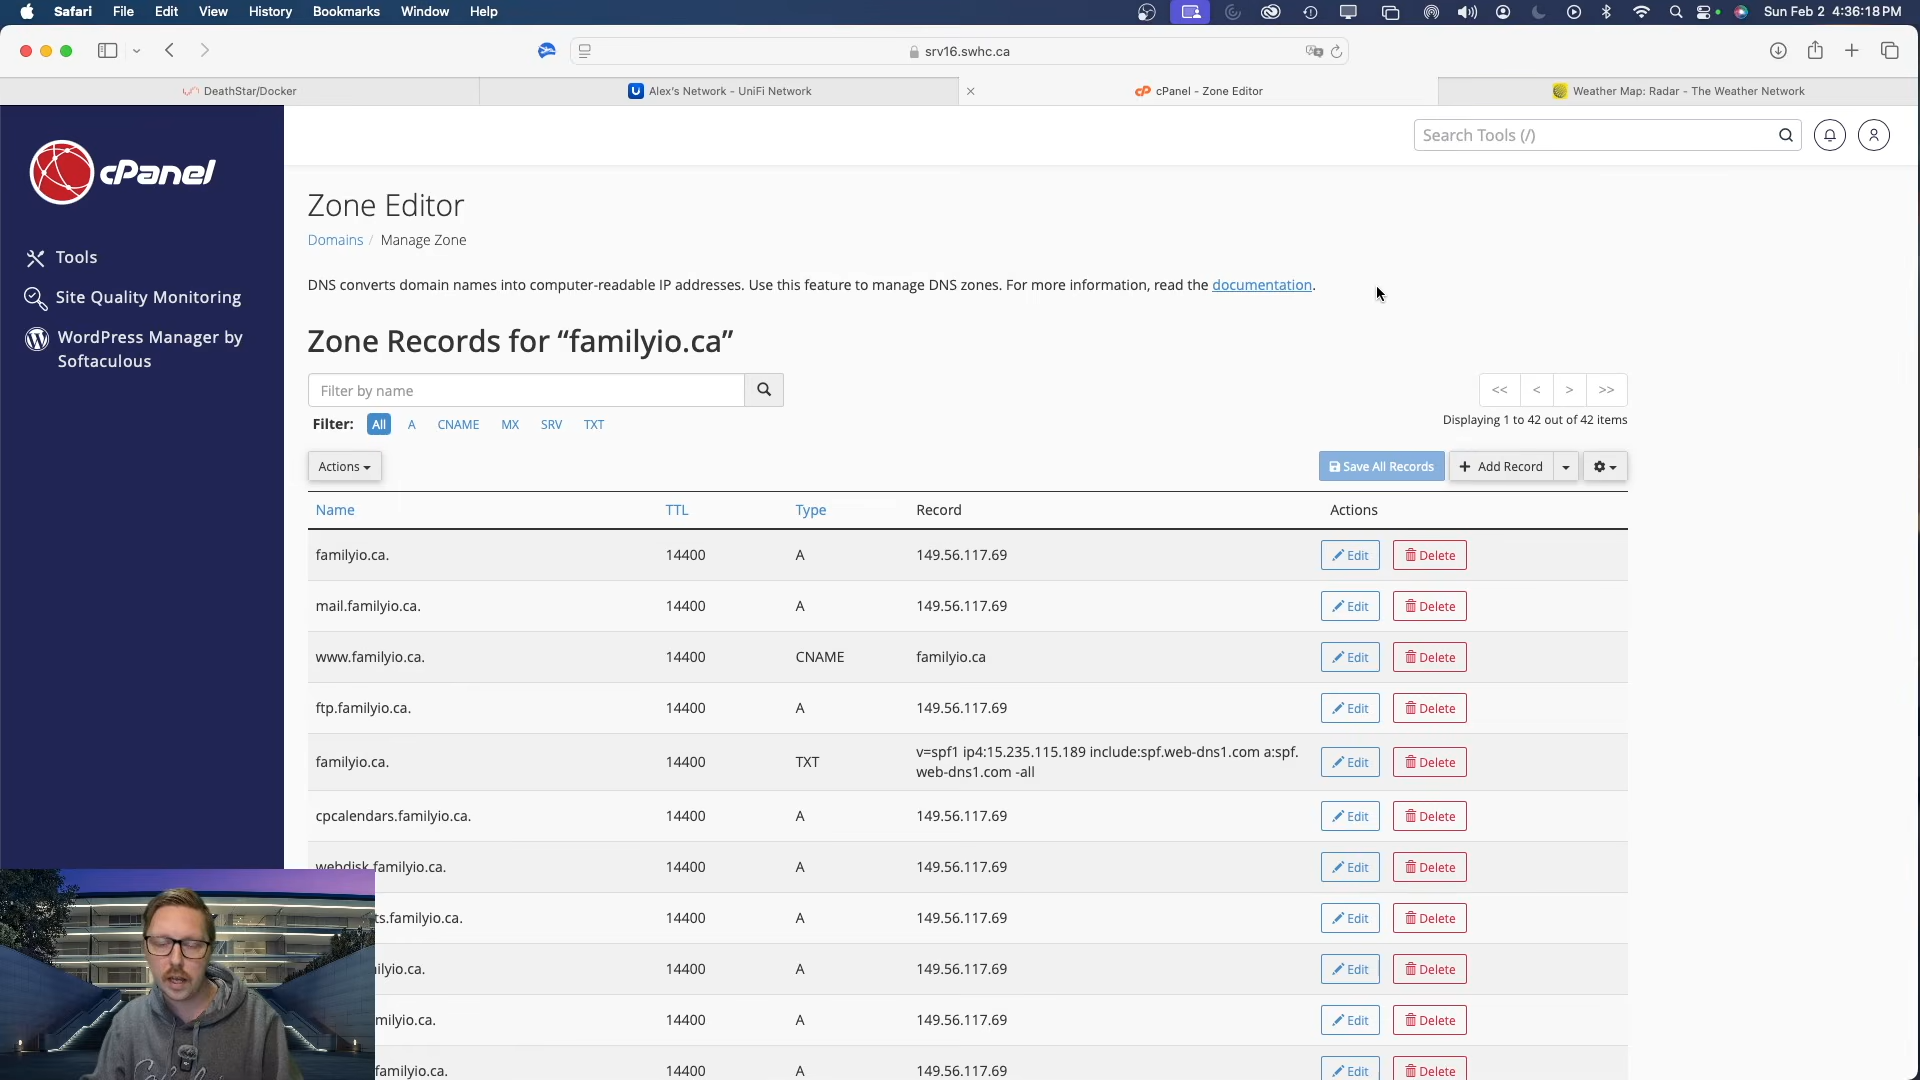 Safari File Edit View History Bookmarks Window Help Sun Feb 2 4:36:18 PM
srv16.swhc.ca
DeathStar/Docker
Alex's Network - UniFi Network
cPanel - Zone Editor
Weather Map: Radar - The Weather Network
cPanel
Search Tools (/)
Tools
Site Quality Monitoring
WordPress Manager by
Softaculous
Zone Editor
Domains / Manage Zone
DNS converts domain names into computer-readable IP addresses. Use this feature to manage DNS zones. For more information, read the documentation.
Zone Records for “familyio.ca”
Filter by name
<< < > >>
Displaying 1 to 42 out of 42 items
Filter: All A CNAME MX SRV TXT
Actions
Save All Records
+ Add Record
Name TTL Type Record Actions
familyio.ca. 14400 A 149.56.117.69 Edit Delete
mail.familyio.ca. 14400 A 149.56.117.69 Edit Delete
www.familyio.ca. 14400 CNAME familyio.ca Edit Delete
ftp.familyio.ca. 14400 A 149.56.117.69 Edit Delete
familyio.ca. 14400 TXT v=spf1 ip4:15.235.115.189 include:spf.web-dns1.com a:spf.
web-dns1.com -all Edit Delete
cpcalendars.familyio.ca. 14400 A 149.56.117.69 Edit Delete
webdisk.familyio.ca. 14400 A 149.56.117.69 Edit Delete
ts.familyio.ca. 14400 A 149.56.117.69 Edit Delete
ilyio.ca. 14400 A 149.56.117.69 Edit Delete
milyio.ca. 14400 A 149.56.117.69 Edit Delete
familyio.ca. 14400 A 149.56.117.69 Edit Delete